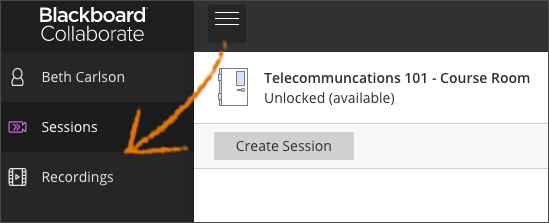 Blackboard
Collaborate
Beth Carlson
Sessions
Recordings
Telecommuncations 101 - Course Room
Unlocked (available)
Create Session